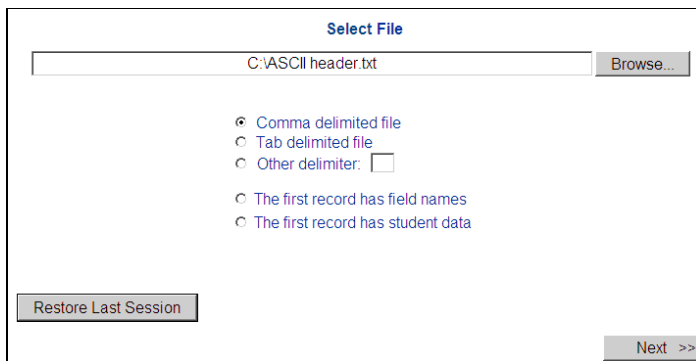 Select File
C:\ASCII header.txt
Browse...
Comma delimited file
Tab delimited file
Other delimiter:
The first record has field names
The first record has student data
Restore Last Session
Next >>